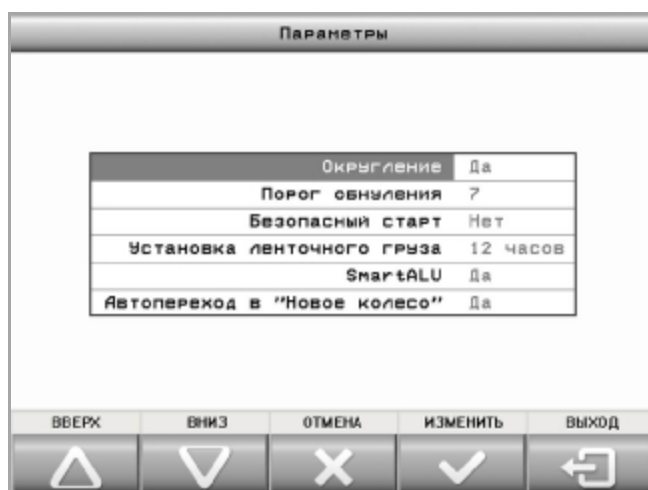 Параметры
Округление Да
Порог обнуления 7
Безопасный старт Нет
Установка ленточного груза 12 часов
SmartALU Да
Автопереход в "Новое колесо" Да
ВВЕРХ ВНИЗ ОТМЕНА ИЗМЕНИТЬ ВЫХОД